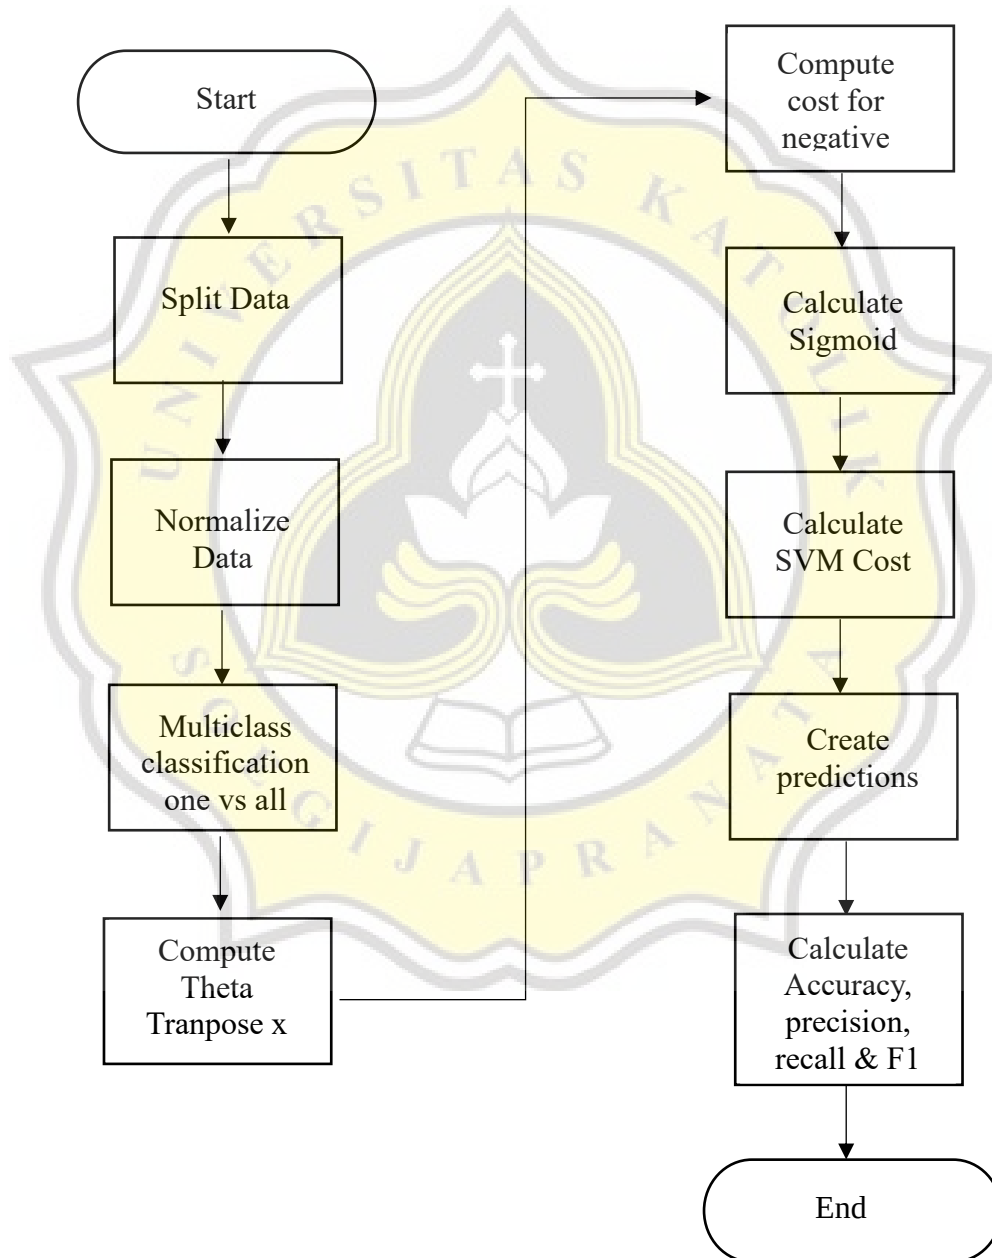 Start
Split Data
Normalize
Data
Multiclass
classification
one vs all
Compute
Theta
Tranpose x
Compute
cost for
negative
Calculate
Sigmoid
Calculate
SVM Cost
Create
predictions
Calculate
Accuracy,
precision,
recall & F1
End
UNIVERSITAS KATOLIK
SOEGIJAPRANATA